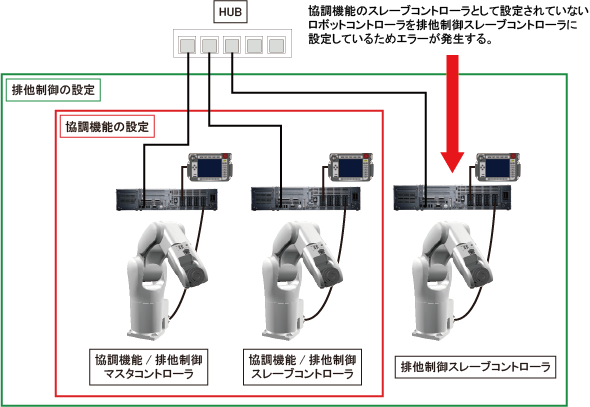 HUB
協調機能のスレーブコントローラとして設定されていない
ロボットコントローラを排他制御スレーブコントローラに
設定しているためエラーが発生する。
排他制御の設定
協調機能の設定
協調機能 / 排他制御
マスタコントローラ
協調機能 / 排他制御
スレーブコントローラ
排他制御スレーブコントローラ